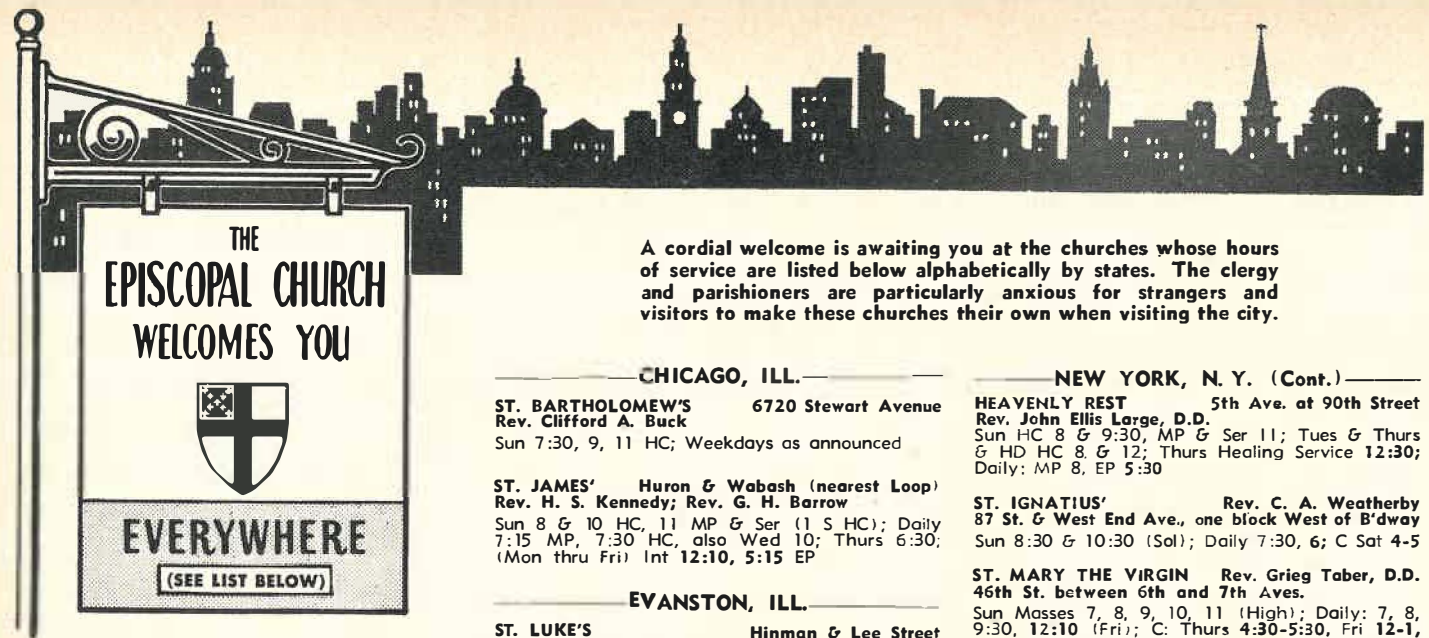 THE
EPISCOPAL CHURCH
WELCOMES YOU
EVERYWHERE
(SEE LIST BELOW)
A cordial welcome is awaiting you at the churches whose hours
of service are listed below alphabetically by states. The clergy
and parishioners are particularly anxious for strangers and
visitors to make these churches their own when visiting the city.
CHICAGO, ILL.
ST. BARTHOLOMEW'S 6720 Stewart Avenue
Rev. Clifford A. Buck
Sun 7:30, 9, 11 HC; Weekdays as announced
ST. JAMES' Huron & Wabash (nearest Loop)
Rev. H. S. Kennedy; Rev. G. H. Barrow
Sun 8 & 10 HC, 11 MP & Ser (1 S HC); Daily
7:15 MP, 7:30 HC, also Wed 10; Thurs 6:30;
(Mon thru Fri) Int 12:10, 5:15 EP
EVANSTON, ILL.
ST. LUKE'S Hinman & Lee Street
NEW YORK, N. Y. (Cont.)
HEAVENLY REST 5th Ave. at 90th Street
Rev. John Ellis Large, D.D.
Sun HC 8 & 9:30, MP & Ser 11; Tues & Thurs
& HD HC 8 & 12; Thurs Healing Service 12:30;
Daily: MP 8, EP 5:30
ST. IGNATIUS' Rev. C. A. Weatherby
87 St. & West End Ave., one block West of B'dway
Sun 8:30 & 10:30 (Sol); Daily 7:30, 6; C Sat 4-5
ST. MARY THE VIRGIN Rev. Grieg Taber, D.D.
46th St. between 6th and 7th Aves.
Sun Masses 7, 8, 9, 10, 11 (High); Daily: 7, 8,
9:30, 12:10 (Fri); C: Thurs 4:30-5:30, Fri 12-1,